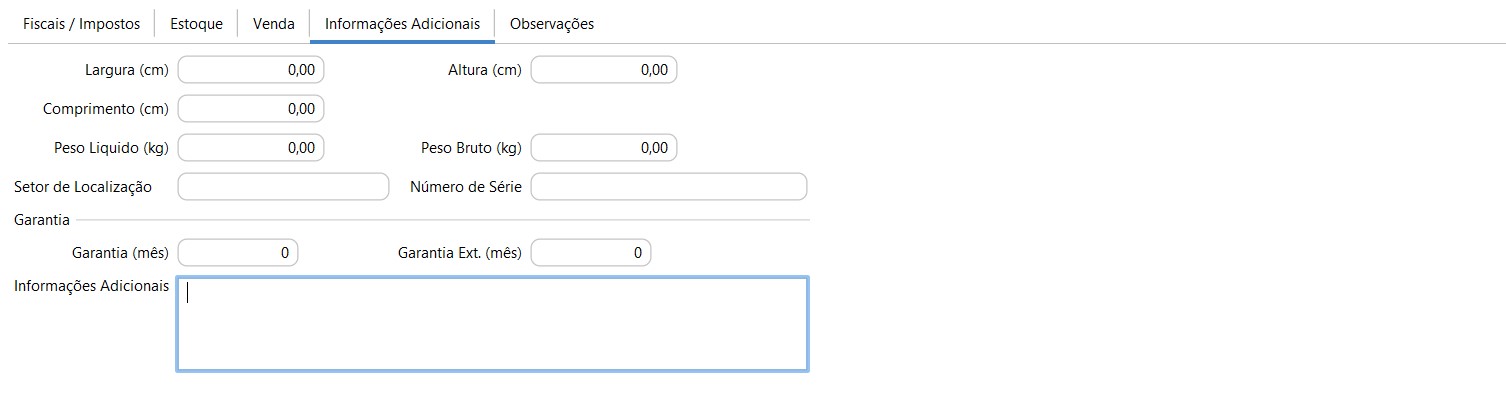 Fiscais / Impostos Estoque Venda Informações Adicionais Observações
Largura (cm) 0,00 Altura (cm) 0,00
Comprimento (cm) 0,00
Peso Liquido (kg) 0,00 Peso Bruto (kg) 0,00
Setor de Localização Número de Série
Garantia
Garantia (mês) 0 Garantia Ext. (mês) 0
Informações Adicionais